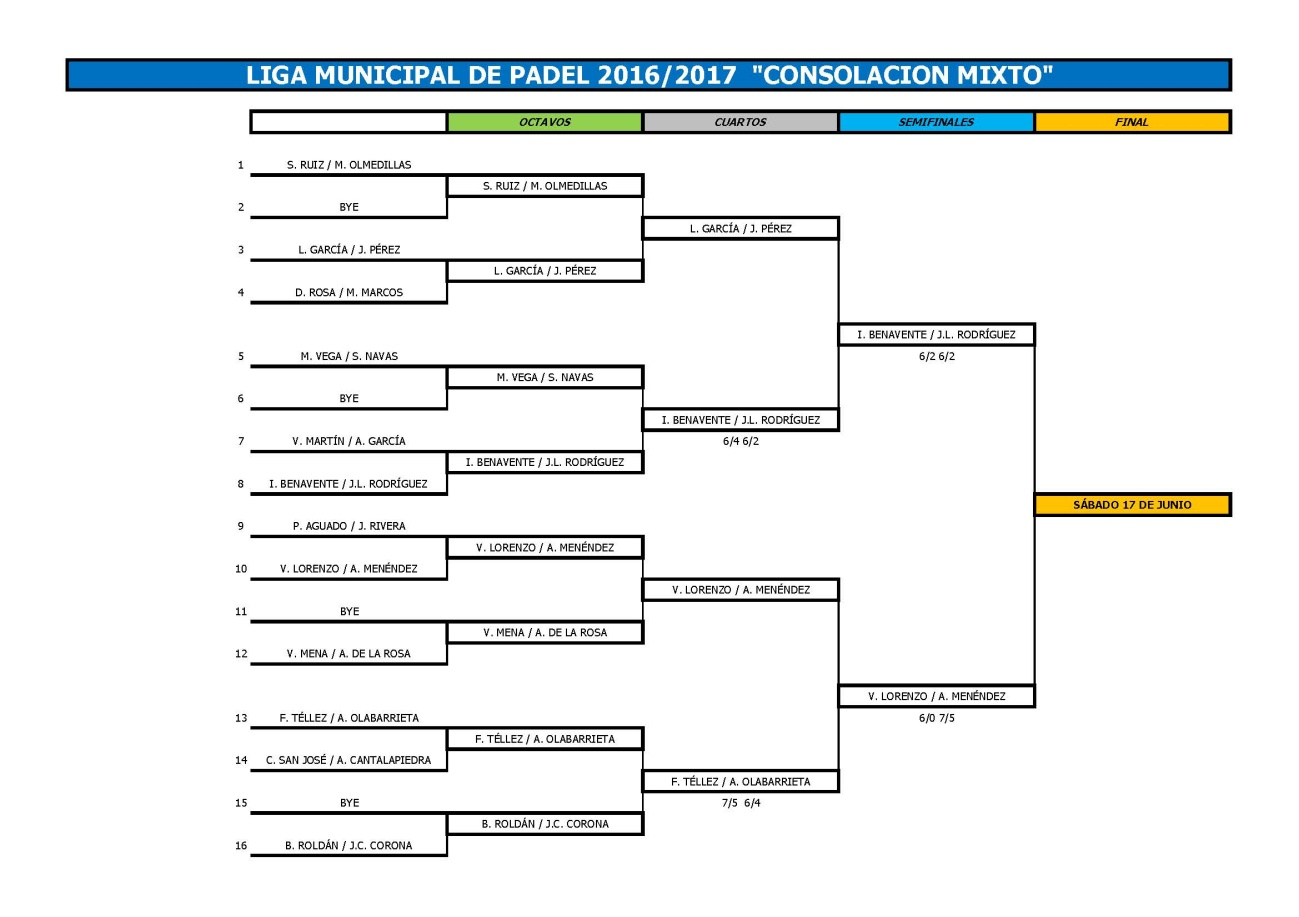 LIGA MUNICIPAL DE PADEL 2016/2017 "CONSOLACION MIXTO"
OCTAVOS CUARTOS SEMIFINALES FINAL
1 S. RUIZ / M. OLMEDILLAS
S. RUIZ / M. OLMEDILLAS
2 BYE
L. GARCÍA / J. PÉREZ
3 L. GARCÍA / J. PÉREZ
L. GARCÍA / J. PÉREZ
4 D. ROSA / M. MARCOS
I. BENAVENTE / J.L. RODRÍGUEZ
5 M. VEGA / S. NAVAS 6/2 6/2
M. VEGA / S. NAVAS
6 BYE
I. BENAVENTE / J.L. RODRÍGUEZ
7 V. MARTÍN / A. GARCÍA 6/4 6/2
I. BENAVENTE / J.L. RODRÍGUEZ
8 I. BENAVENTE / J.L. RODRÍGUEZ
SÁBADO 17 DE JUNIO
9 P. AGUADO / J. RIVERA
V. LORENZO / A. MENÉNDEZ
10 V. LORENZO / A. MENÉNDEZ
V. LORENZO / A. MENÉNDEZ
11 BYE
V. MENA / A. DE LA ROSA
12 V. MENA / A. DE LA ROSA
V. LORENZO / A. MENÉNDEZ
13 F. TÉLLEZ / A. OLABARRIETA 6/0 7/5
F. TÉLLEZ / A. OLABARRIETA
14 C. SAN JOSÉ / A. CANTALAPIEDRA
F. TÉLLEZ / A. OLABARRIETA
15 BYE 7/5 6/4
B. ROLDÁN / J.C. CORONA
16 B. ROLDÁN / J.C. CORONA